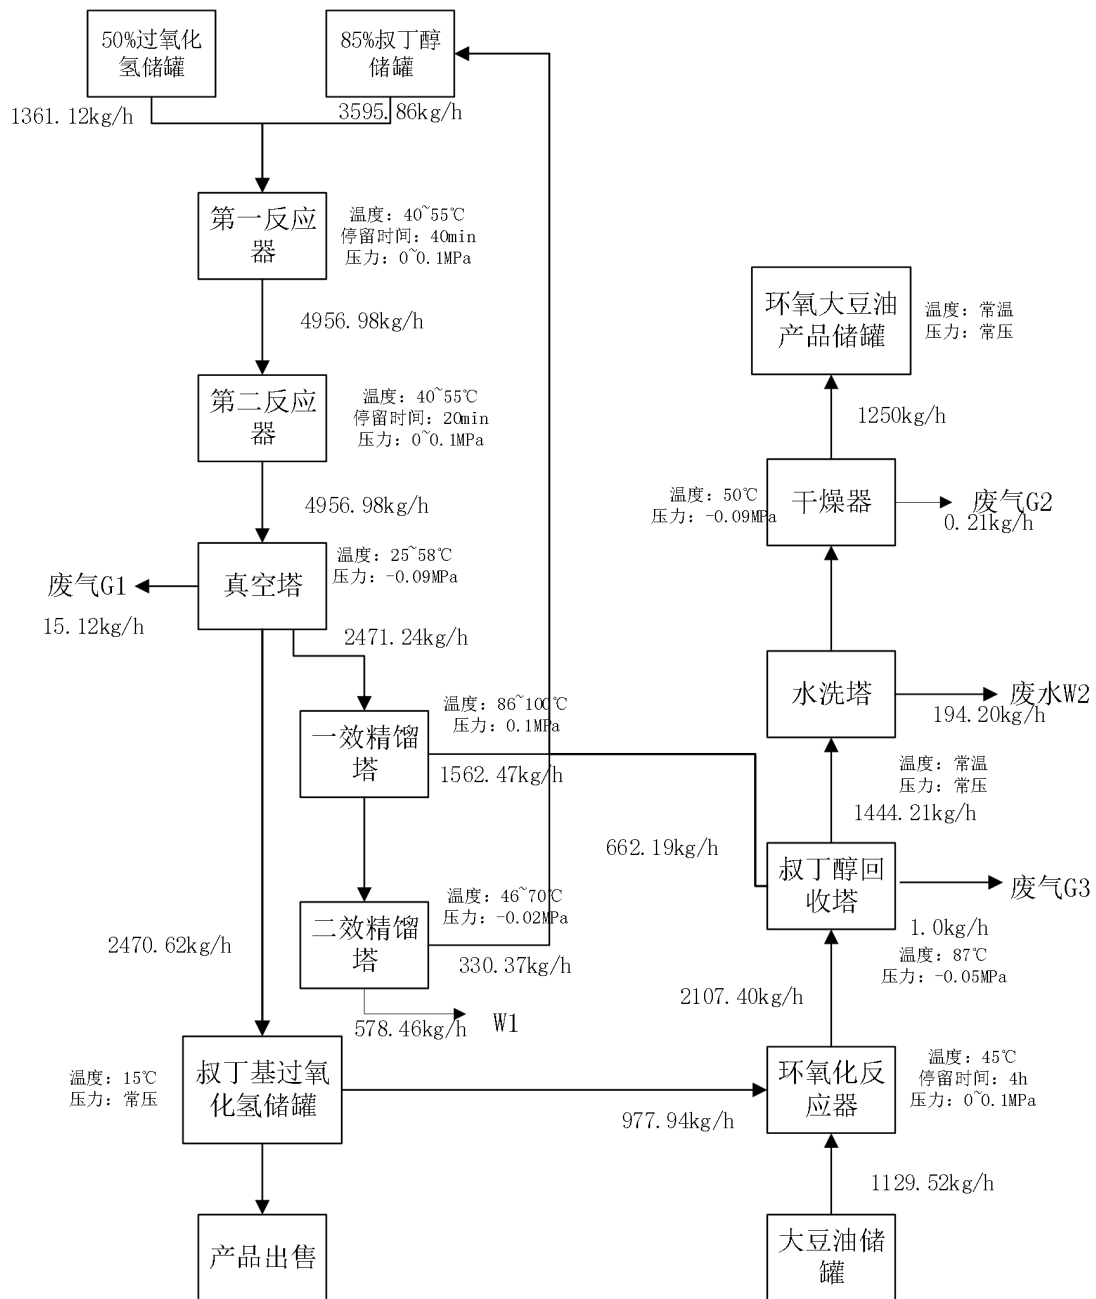 50%过氧化
氢储罐
85%叔丁醇
储罐
1361.12kg/h
3595.86kg/h
第一反应
器
温度：40~55℃
停留时间：40min
压力：0~0.1MPa
4956.98kg/h
第二反应
器
温度：40~55℃
停留时间：20min
压力：0~0.1MPa
4956.98kg/h
真空塔
温度：25~58℃
压力：-0.09MPa
废气G1
15.12kg/h
2471.24kg/h
一效精馏
塔
温度：86~100℃
压力：0.1MPa
1562.47kg/h
二效精馏
塔
温度：46~70℃
压力：-0.02MPa
330.37kg/h
578.46kg/h
W1
2470.62kg/h
叔丁基过氧
化氢储罐
温度：15℃
压力：常压
产品出售
977.94kg/h
环氧大豆油
产品储罐
温度：常温
压力：常压
1250kg/h
干燥器
温度：50℃
压力：-0.09MPa
废气G2
0.21kg/h
水洗塔
废水W2
194.20kg/h
温度：常温
压力：常压
1444.21kg/h
662.19kg/h
叔丁醇回
收塔
废气G3
1.0kg/h
温度：87℃
压力：-0.05MPa
2107.40kg/h
环氧化反
应器
温度：45℃
停留时间：4h
压力：0~0.1MPa
1129.52kg/h
大豆油储
罐